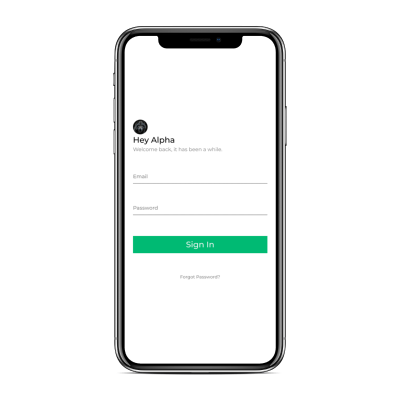 Hey Alpha
Welcome back, it has been a while.
Email
Password
Sign In
Forgot Password?